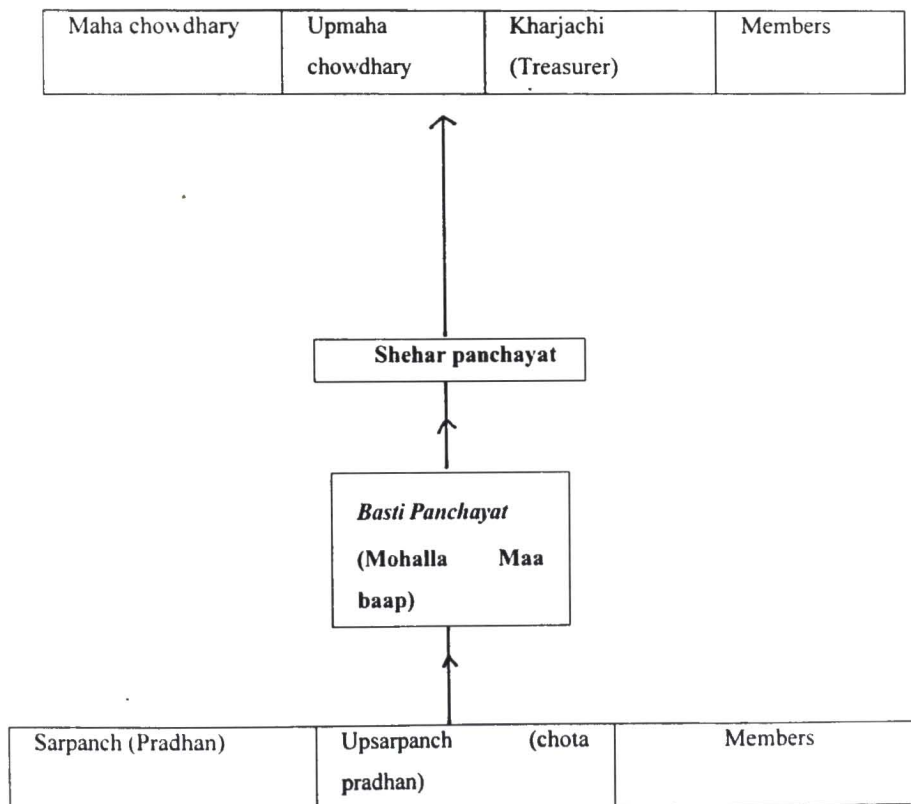 Maha chowdhary Upmaha Kharjachi Members
chowdhary (Treasurer)
Shehar panchayat
Basti Panchayat
(Mohalla Maa
baap)
Sarpanch (Pradhan) Upsarpanch (chota Members
pradhan)